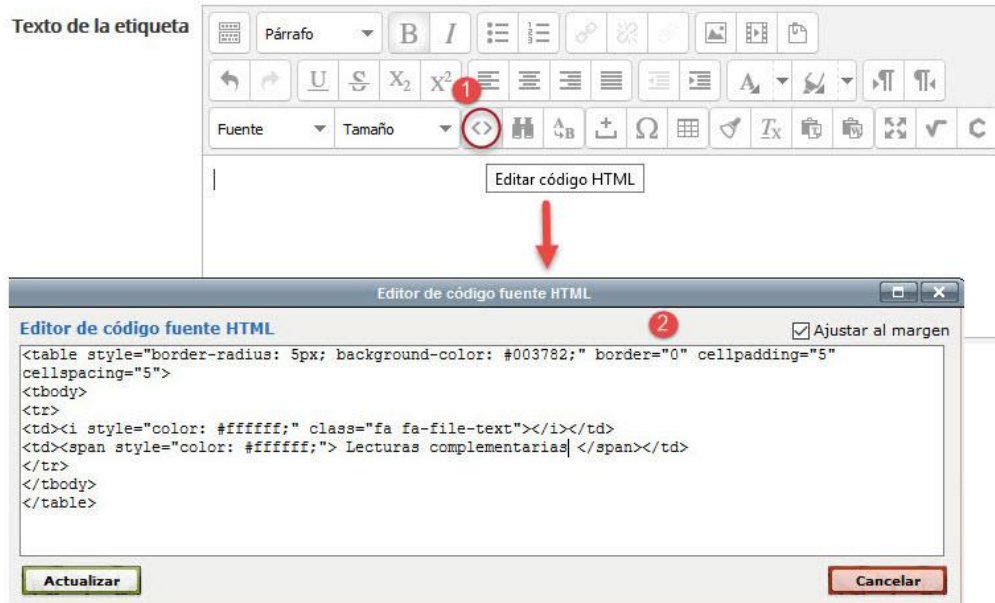 Texto de la etiqueta
Párrafo B I
U S X2 X2 A
1
Fuente Tamaño <> A B Ω Tx T W √ C
Editar código HTML
Editor de código fuente HTML
Editor de código fuente HTML 2 Ajustar al margen
<table style="border-radius: 5px; background-color: #003782;" border="0" cellpadding="5"
cellspacing="5">
<tbody>
<tr>
<td><i style="color: #ffffff;" class="fa fa-file-text"></i></td>
<td><span style="color: #ffffff;"> Lecturas complementarias </span></td>
</tr>
</tbody>
</table>
Actualizar Cancelar